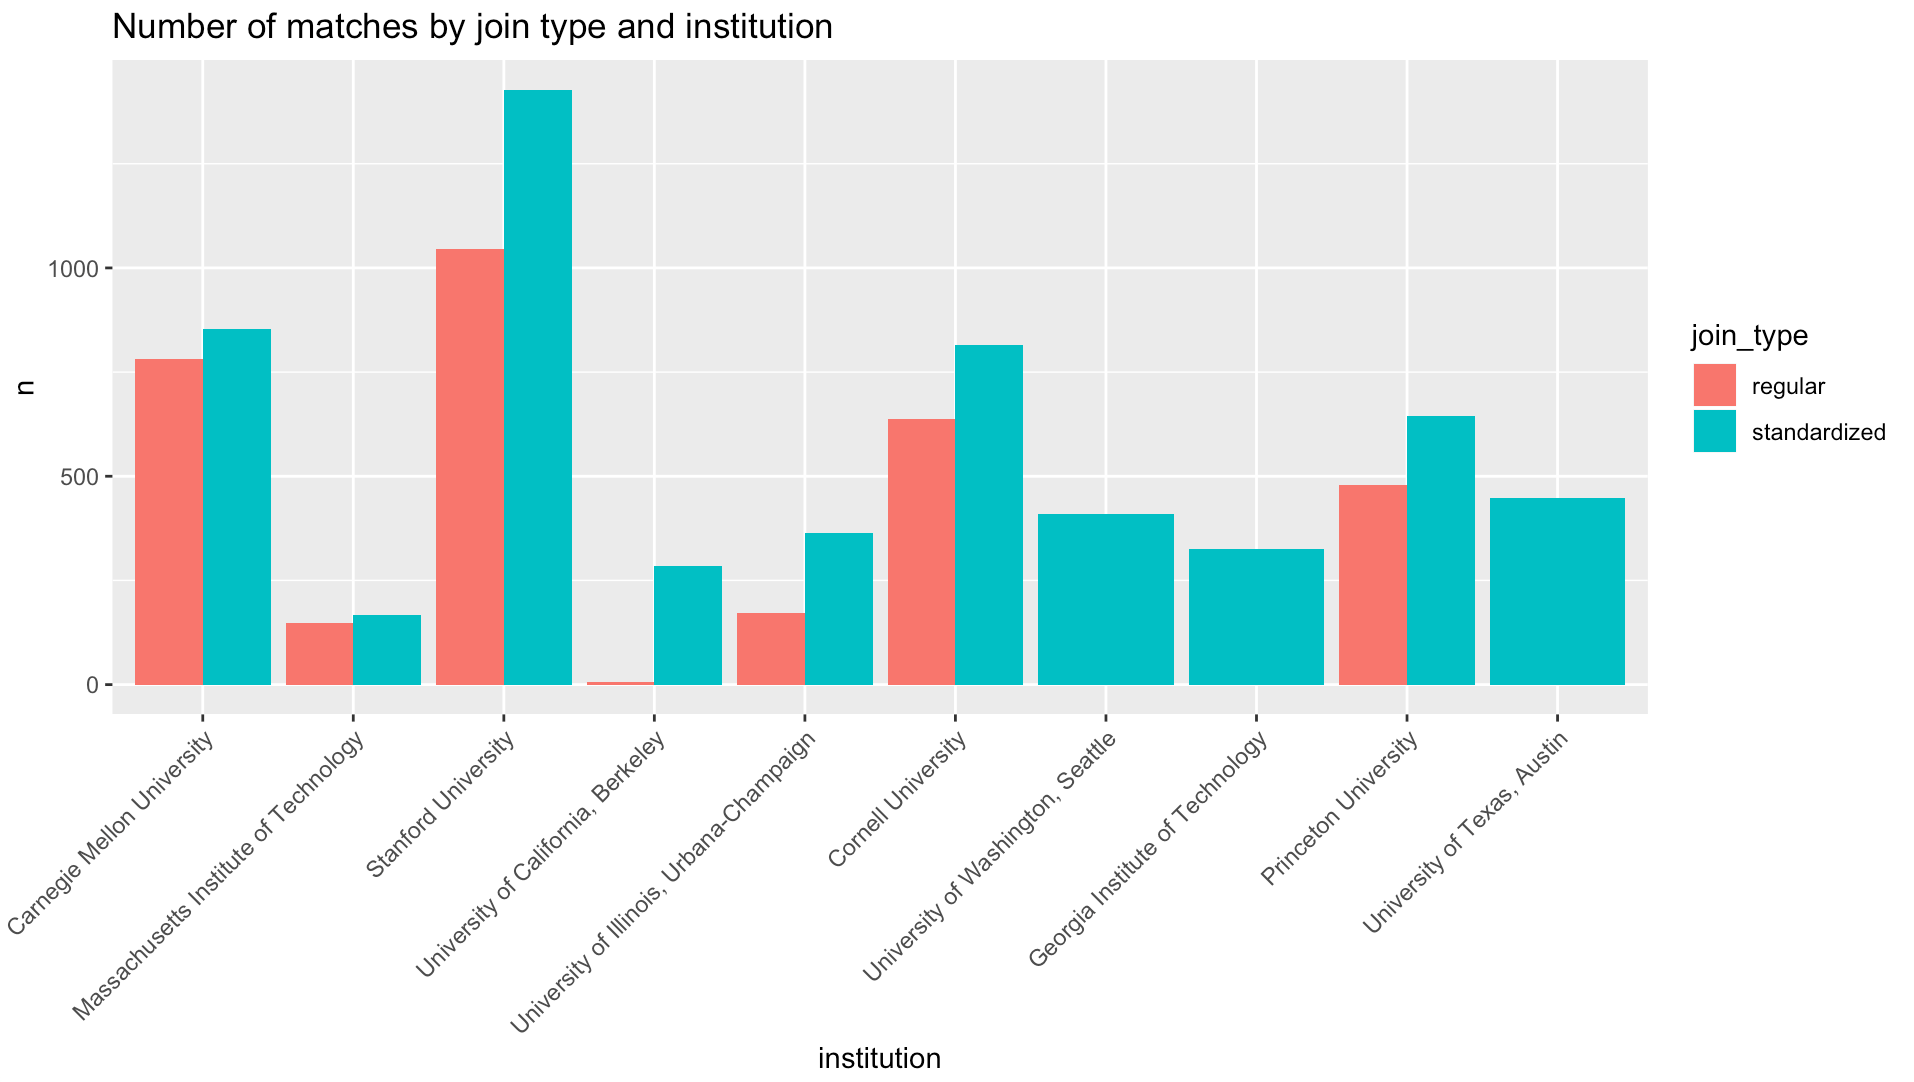 Number of matches by join type and institution
n
1000
500
0
join_type
regular
standardized
Carnegie Mellon University
Massachusetts Institute of Technology
Stanford University
University of California, Berkeley
University of Illinois, Urbana-Champaign
Cornell University
University of Washington, Seattle
Georgia Institute of Technology
Princeton University
University of Texas, Austin
institution